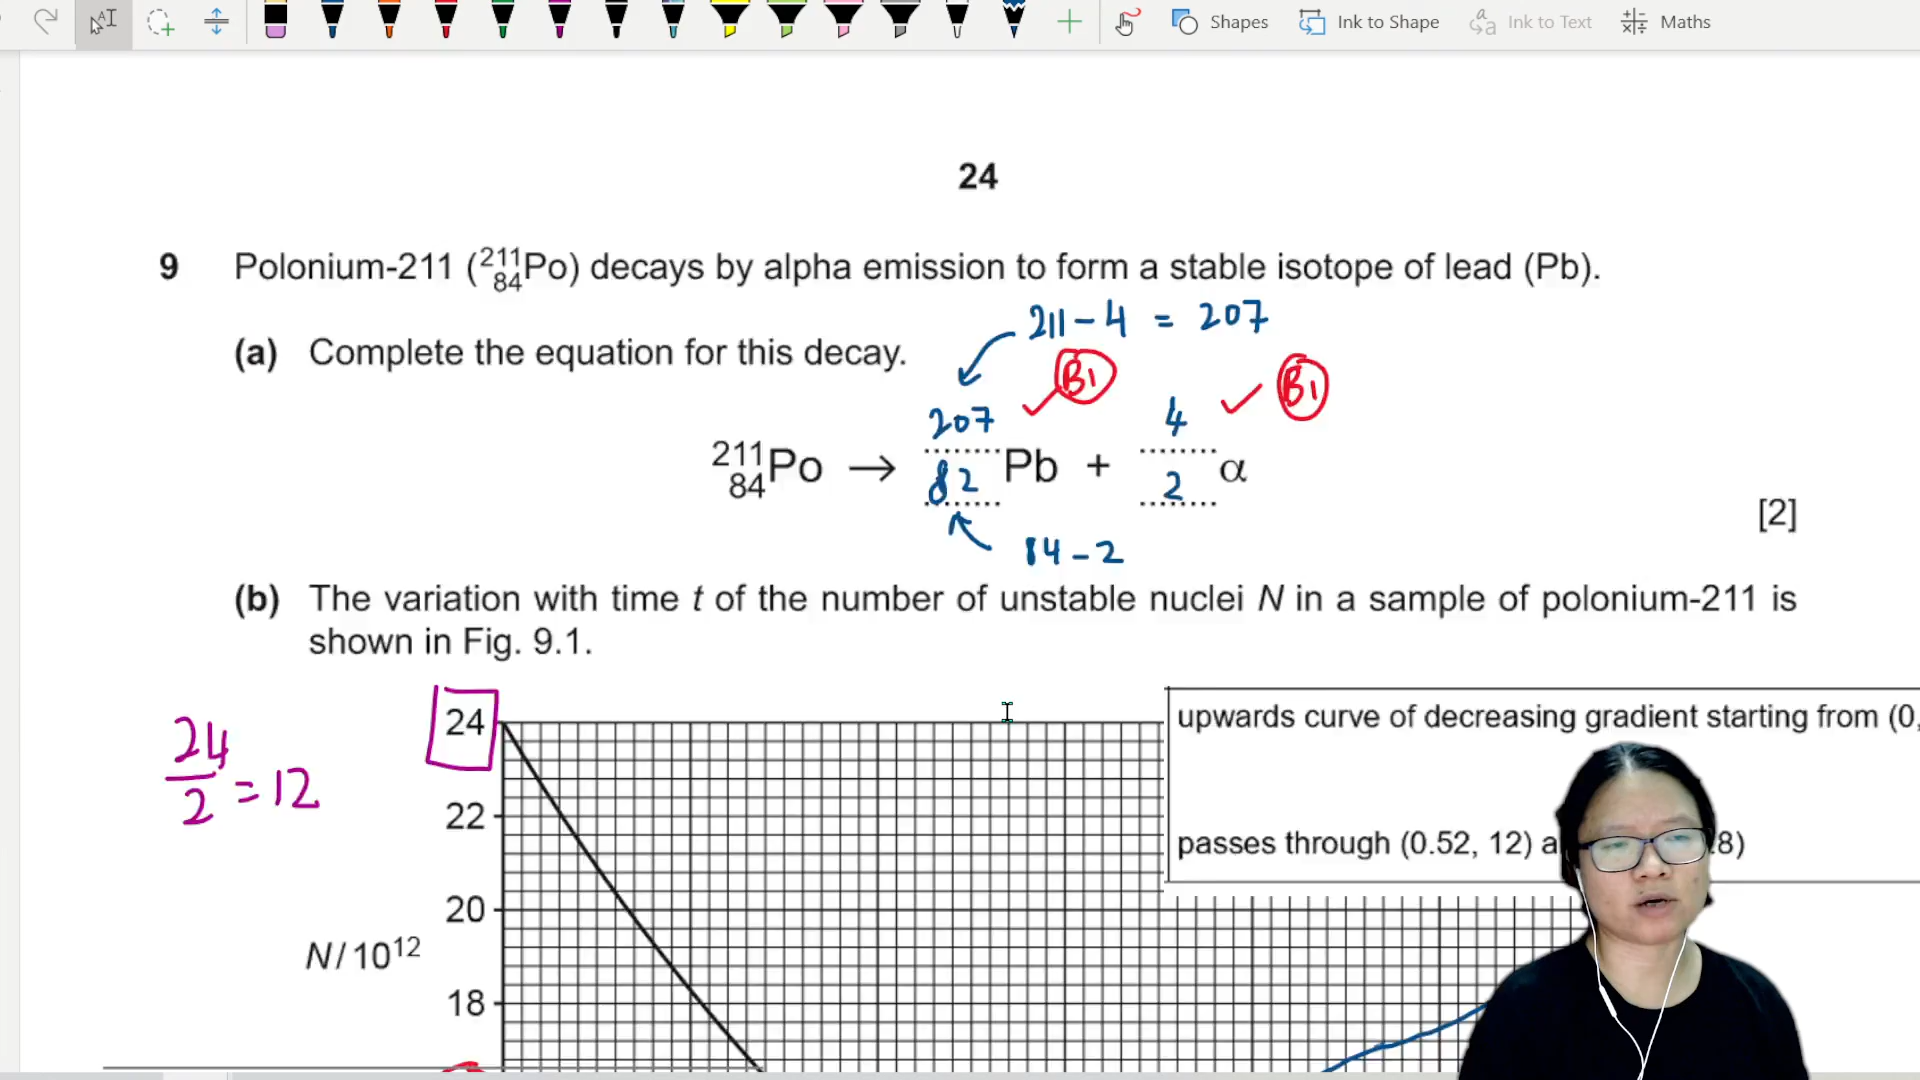 Shapes Ink to Shape Ink to Text Maths
24
9 Polonium-211 (²¹¹₈₄Po) decays by alpha emission to form a stable isotope of lead (Pb).
211 – 4 = 207
(a) Complete the equation for this decay.
B1 B1
207 4
²¹¹₈₄Po → ........Pb + ........α
82 2
[2]
84 – 2
(b) The variation with time t of the number of unstable nuclei N in a sample of polonium-211 is
shown in Fig. 9.1.
24/2 = 12
24
22
20
N / 10¹²
18
upwards curve of decreasing gradient starting from (0,
passes through (0.52, 12) a
8)